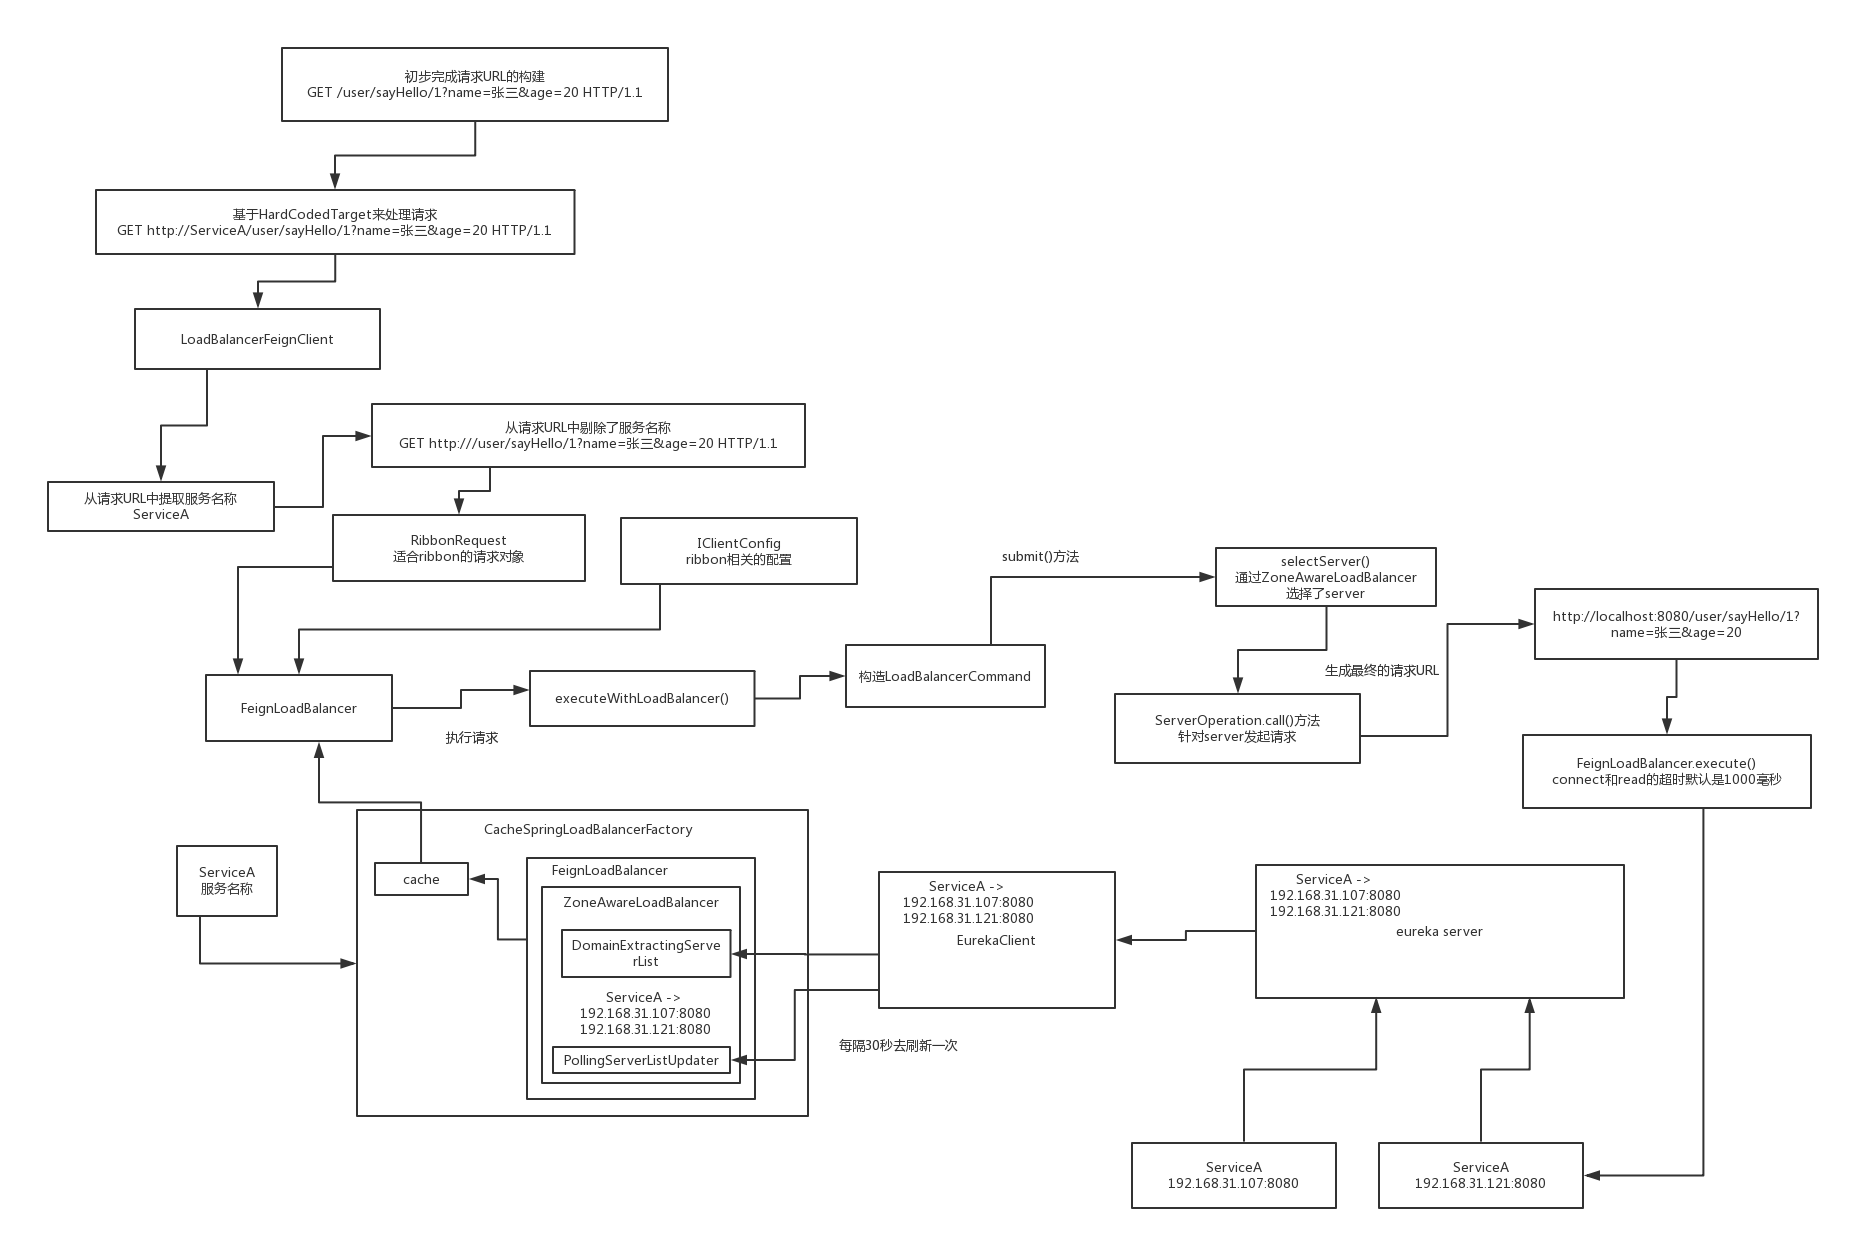 初步完成请求URL的构建
GET /user/sayHello/1?name=张三&age=20 HTTP/1.1
基于HardCodedTarget来处理请求
GET http://ServiceA/user/sayHello/1?name=张三&age=20 HTTP/1.1
LoadBalancerFeignClient
从请求URL中剔除了服务名称
GET http:///user/sayHello/1?name=张三&age=20 HTTP/1.1
从请求URL中提取服务名称
ServiceA
RibbonRequest
适合ribbon的请求对象
IClientConfig
ribbon相关的配置
submit()方法
selectServer()
通过ZoneAwareLoadBalancer
选择了server
http://localhost:8080/user/sayHello/1?
name=张三&age=20
生成最终的请求URL
构造LoadBalancerCommand
executeWithLoadBalancer()
FeignLoadBalancer
执行请求
ServerOperation.call()方法
针对server发起请求
FeignLoadBalancer.execute()
connect和read的超时默认是1000毫秒
CacheSpringLoadBalancerFactory
ServiceA
服务名称
cache
FeignLoadBalancer
ZoneAwareLoadBalancer
DomainExtractingServe
rList
ServiceA ->
192.168.31.107:8080
192.168.31.121:8080
PollingServerListUpdater
ServiceA ->
192.168.31.107:8080
192.168.31.121:8080
EurekaClient
ServiceA ->
192.168.31.107:8080
192.168.31.121:8080
eureka server
每隔30秒去刷新一次
ServiceA
192.168.31.107:8080
ServiceA
192.168.31.121:8080